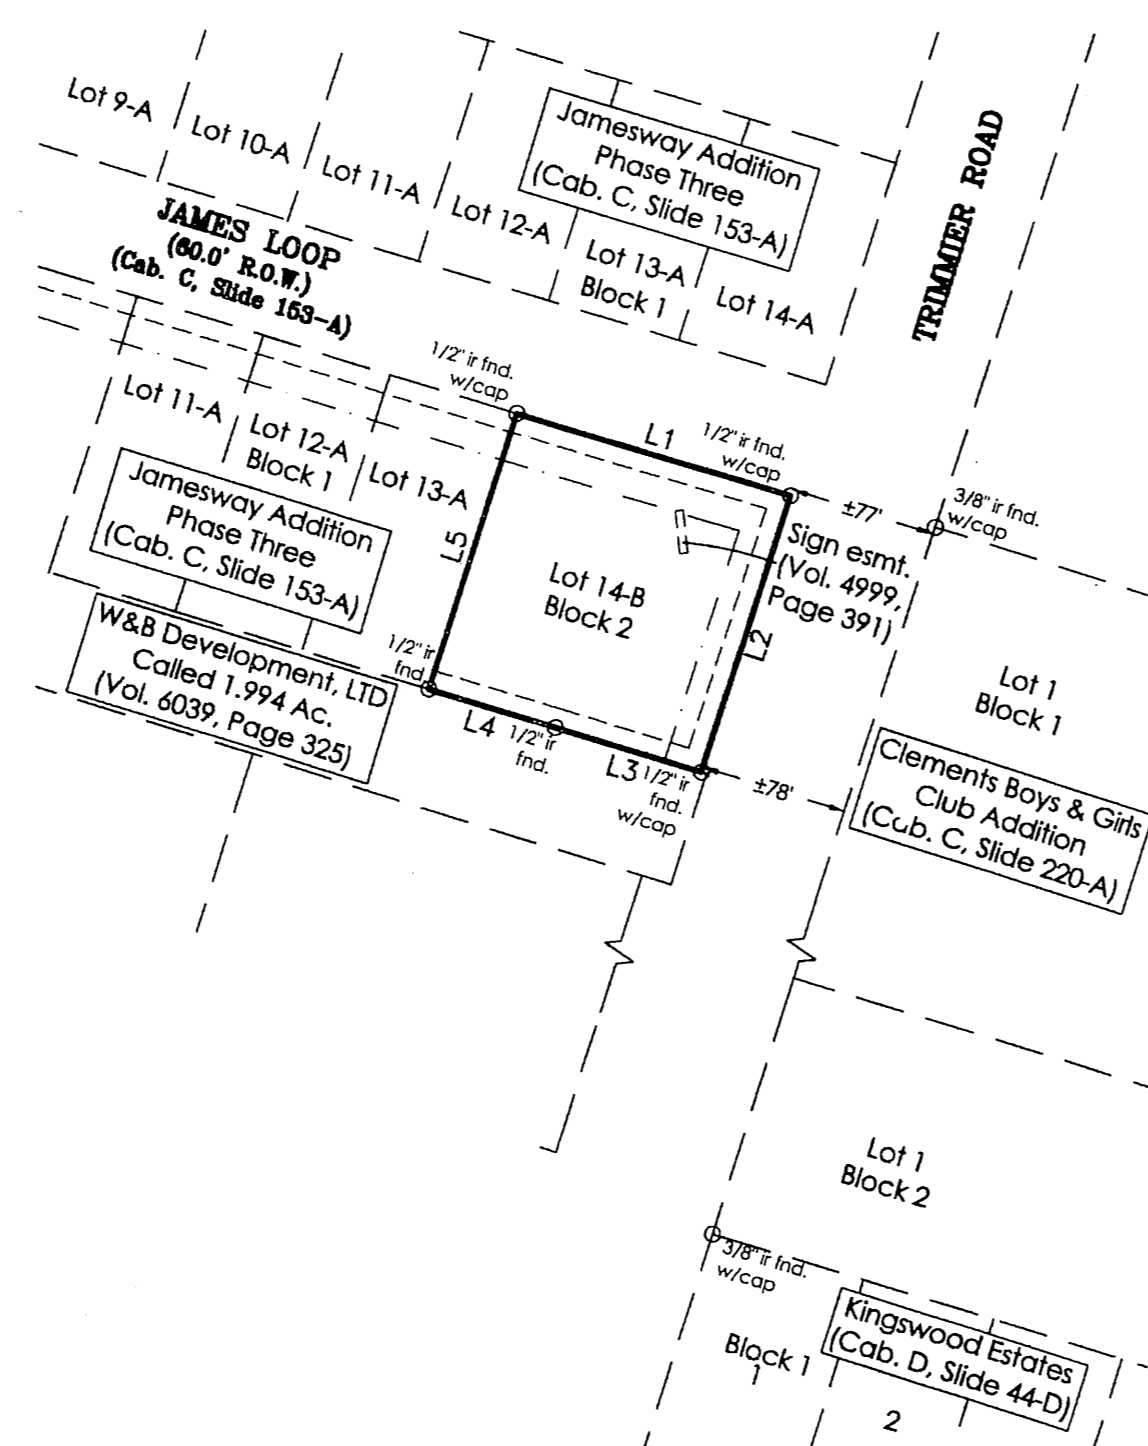 Lot 9-A
Lot 10-A
Lot 11-A
Lot 12-A
Lot 13-A
Block 1
Lot 14-A
Jamesway Addition
Phase Three
(Cab. C, Slide 153-A)
TRIMMIER ROAD
JAMES LOOP
(60.0' R.O.W.)
(Cab. C, Slide 153-A)
1/2" ir fnd.
w/cap
L1
1/2" ir fnd.
w/cap
±77'
3/8" ir fnd.
w/cap
Lot 11-A
Lot 12-A
Block 1
Lot 13-A
Jamesway Addition
Phase Three
(Cab. C, Slide 153-A)
L5
Lot 14-B
Block 2
Sign esmt.
(Vol. 4999,
Page 391)
L2
W&B Development, LTD
Called 1.994 Ac.
(Vol. 6039, Page 325)
1/2" ir
fnd.
L4
1/2" ir
fnd.
L3
1/2" ir
fnd.
w/cap
±78'
Lot 1
Block 1
Clements Boys & Girls
Club Addition
(Cab. C, Slide 220-A)
Lot 1
Block 2
3/8" ir fnd.
w/cap
Block 1
1
Kingswood Estates
(Cab. D, Slide 44-D)
2